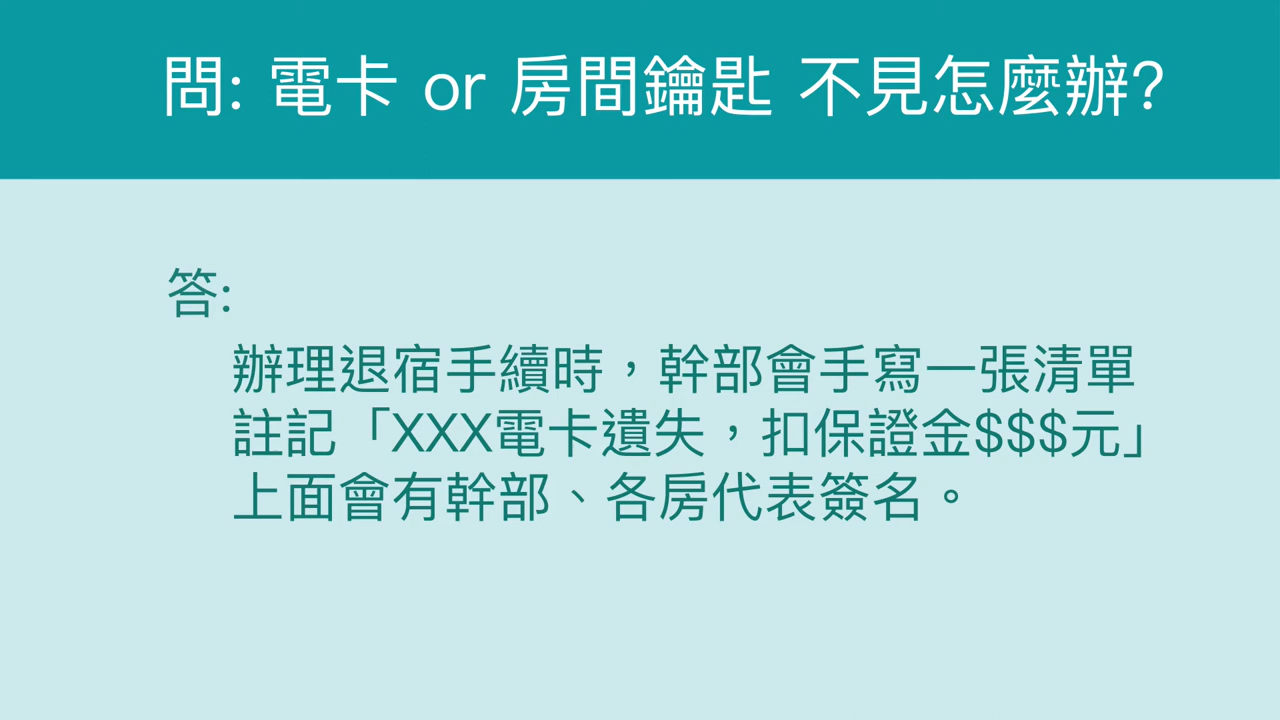 問: 電卡 or 房間鑰匙 不見怎麼辦?
答:
辦理退宿手續時，幹部會手寫一張清單
註記「XXX電卡遺失，扣保證金$$$元」
上面會有幹部、各房代表簽名。